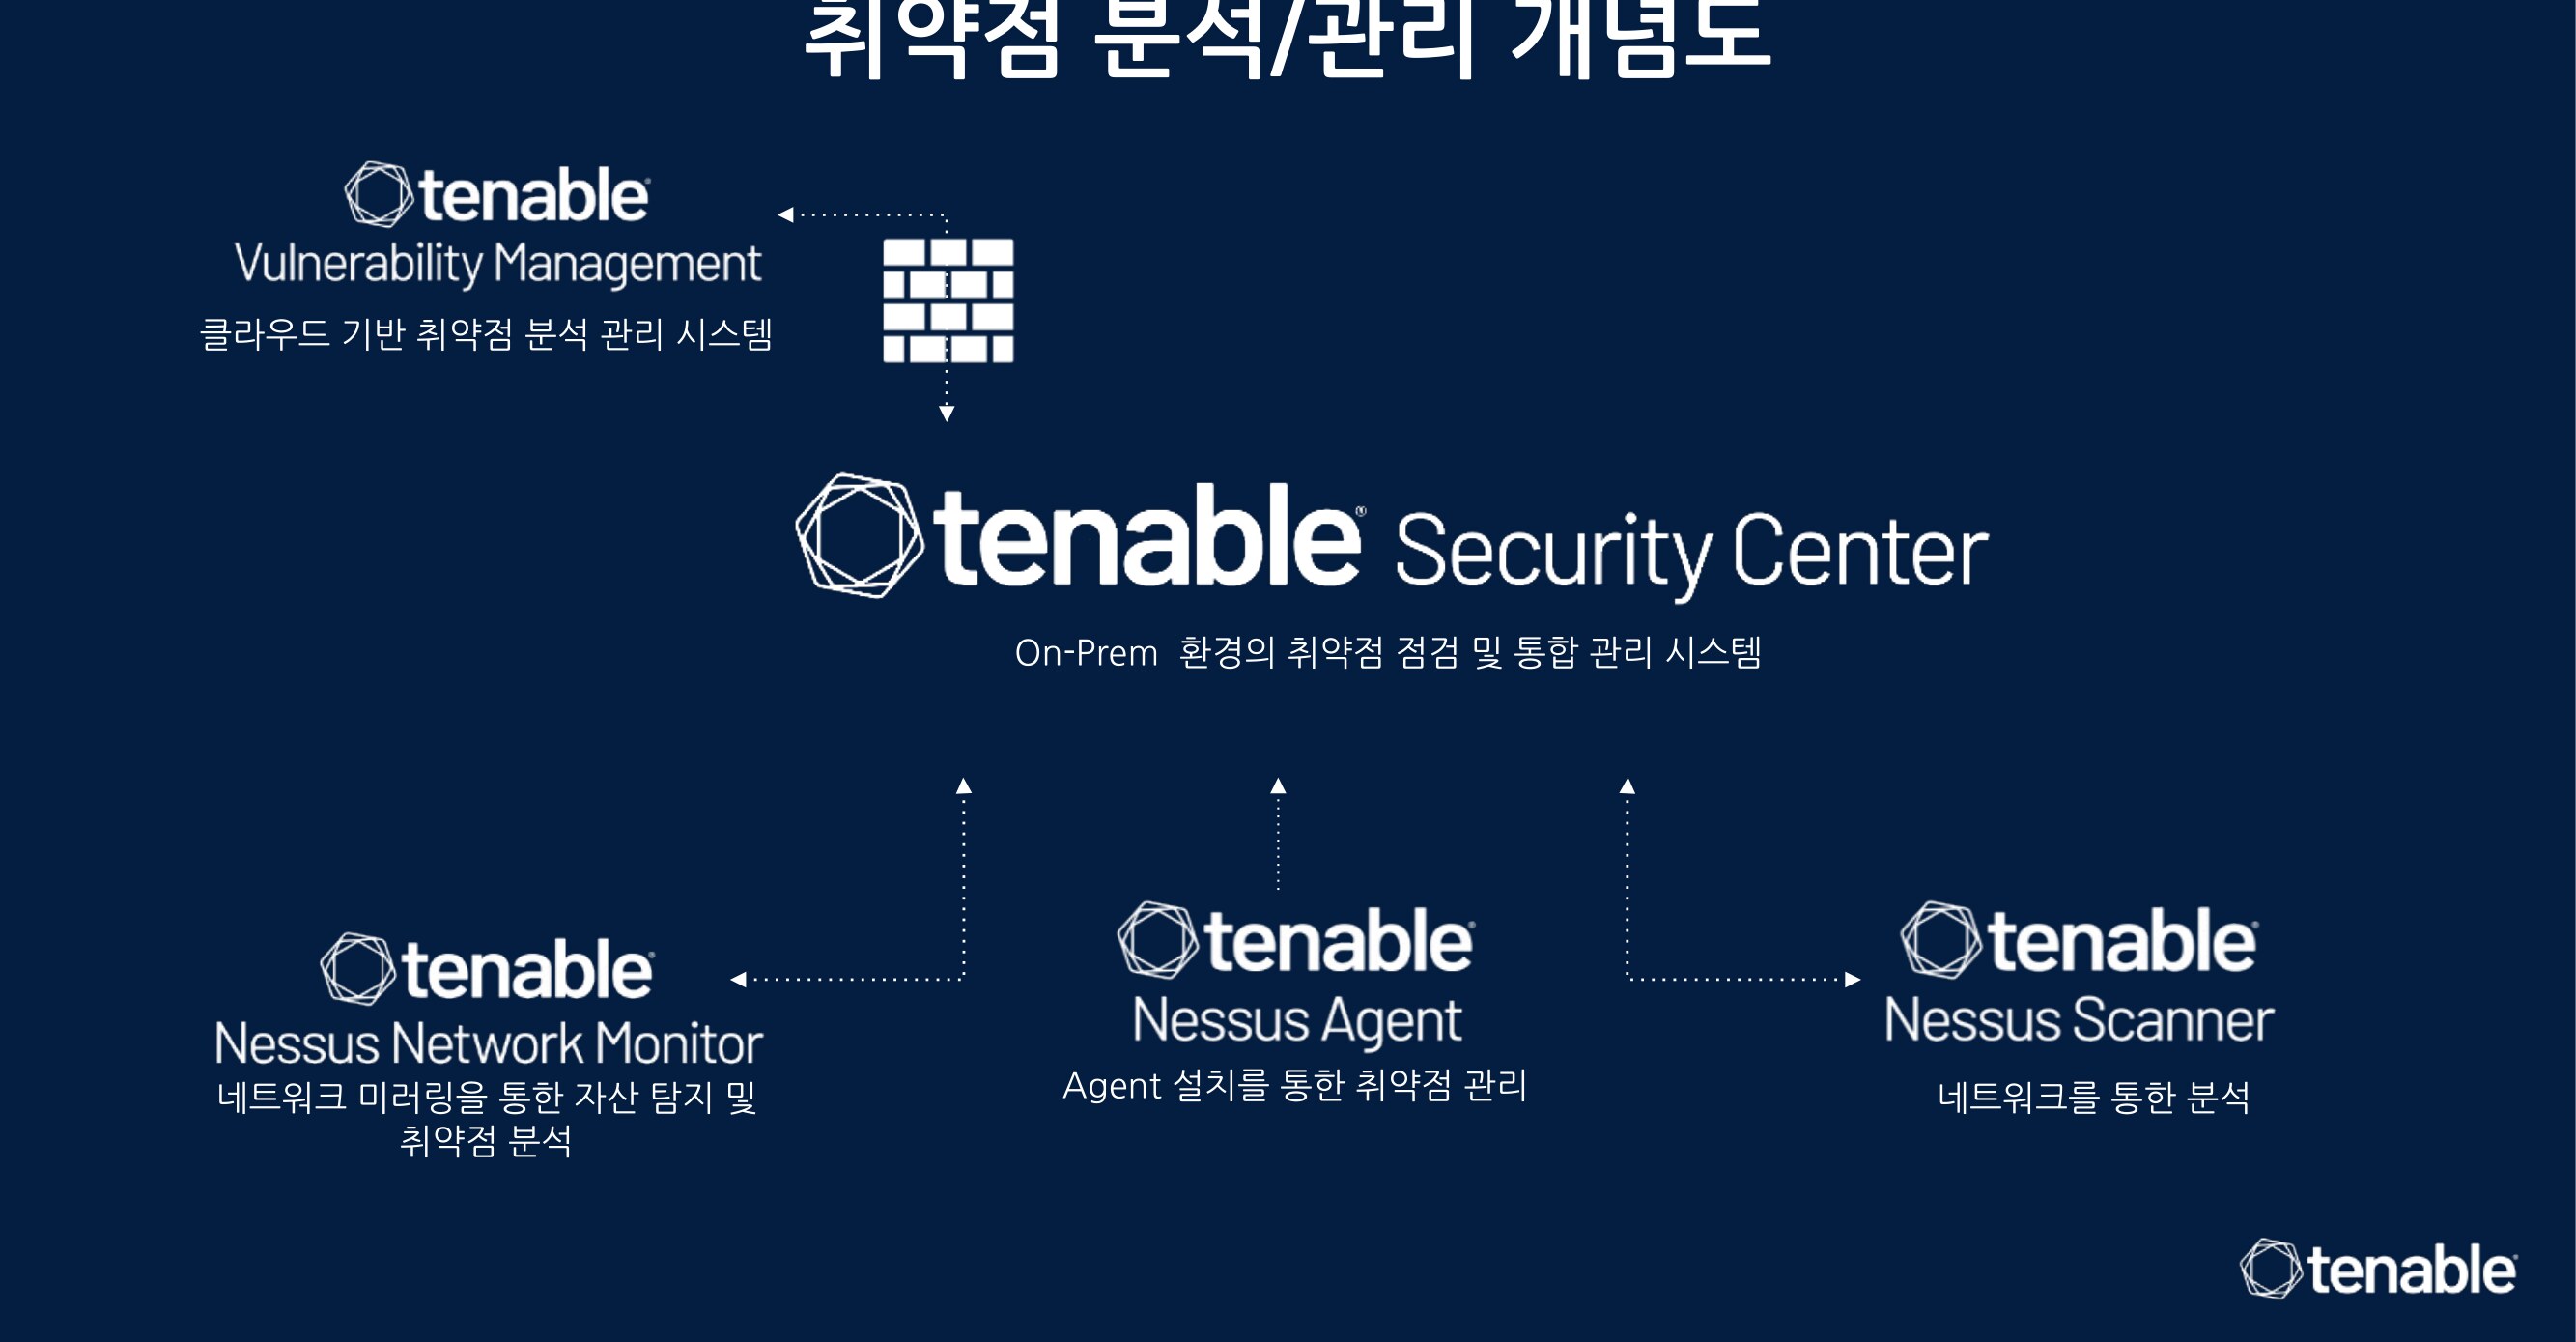 취약점 분석/관리 개념도
tenable
Vulnerability Management
클라우드 기반 취약점 분석 관리 시스템
tenable® Security Center
On-Prem 환경의 취약점 점검 및 통합 관리 시스템
tenable
Nessus Network Monitor
네트워크 미러링을 통한 자산 탐지 및
취약점 분석
tenable
Nessus Agent
Agent 설치를 통한 취약점 관리
tenable
Nessus Scanner
네트워크를 통한 분석
tenable